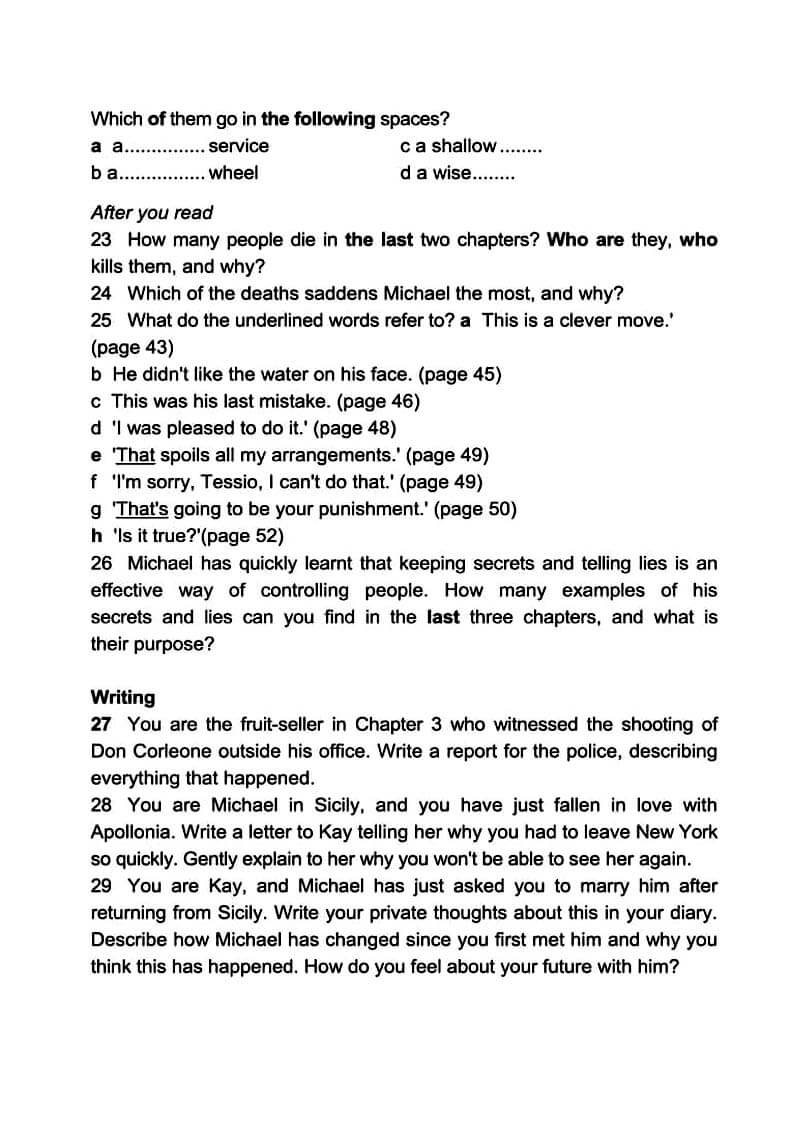 Which of them go in the following spaces?
a a............... service c a shallow ........
b a................ wheel d a wise........
After you read
23 How many people die in the last two chapters? Who are they, who
kills them, and why?
24 Which of the deaths saddens Michael the most, and why?
25 What do the underlined words refer to? a This is a clever move.'
(page 43)
b He didn't like the water on his face. (page 45)
c This was his last mistake. (page 46)
d 'I was pleased to do it.' (page 48)
e 'That spoils all my arrangements.' (page 49)
f 'I'm sorry, Tessio, I can't do that.' (page 49)
g 'That's going to be your punishment.' (page 50)
h 'Is it true?'(page 52)
26 Michael has quickly learnt that keeping secrets and telling lies is an
effective way of controlling people. How many examples of his
secrets and lies can you find in the last three chapters, and what is
their purpose?
Writing
27 You are the fruit-seller in Chapter 3 who witnessed the shooting of
Don Corleone outside his office. Write a report for the police, describing
everything that happened.
28 You are Michael in Sicily, and you have just fallen in love with
Apollonia. Write a letter to Kay telling her why you had to leave New York
so quickly. Gently explain to her why you won't be able to see her again.
29 You are Kay, and Michael has just asked you to marry him after
returning from Sicily. Write your private thoughts about this in your diary.
Describe how Michael has changed since you first met him and why you
think this has happened. How do you feel about your future with him?